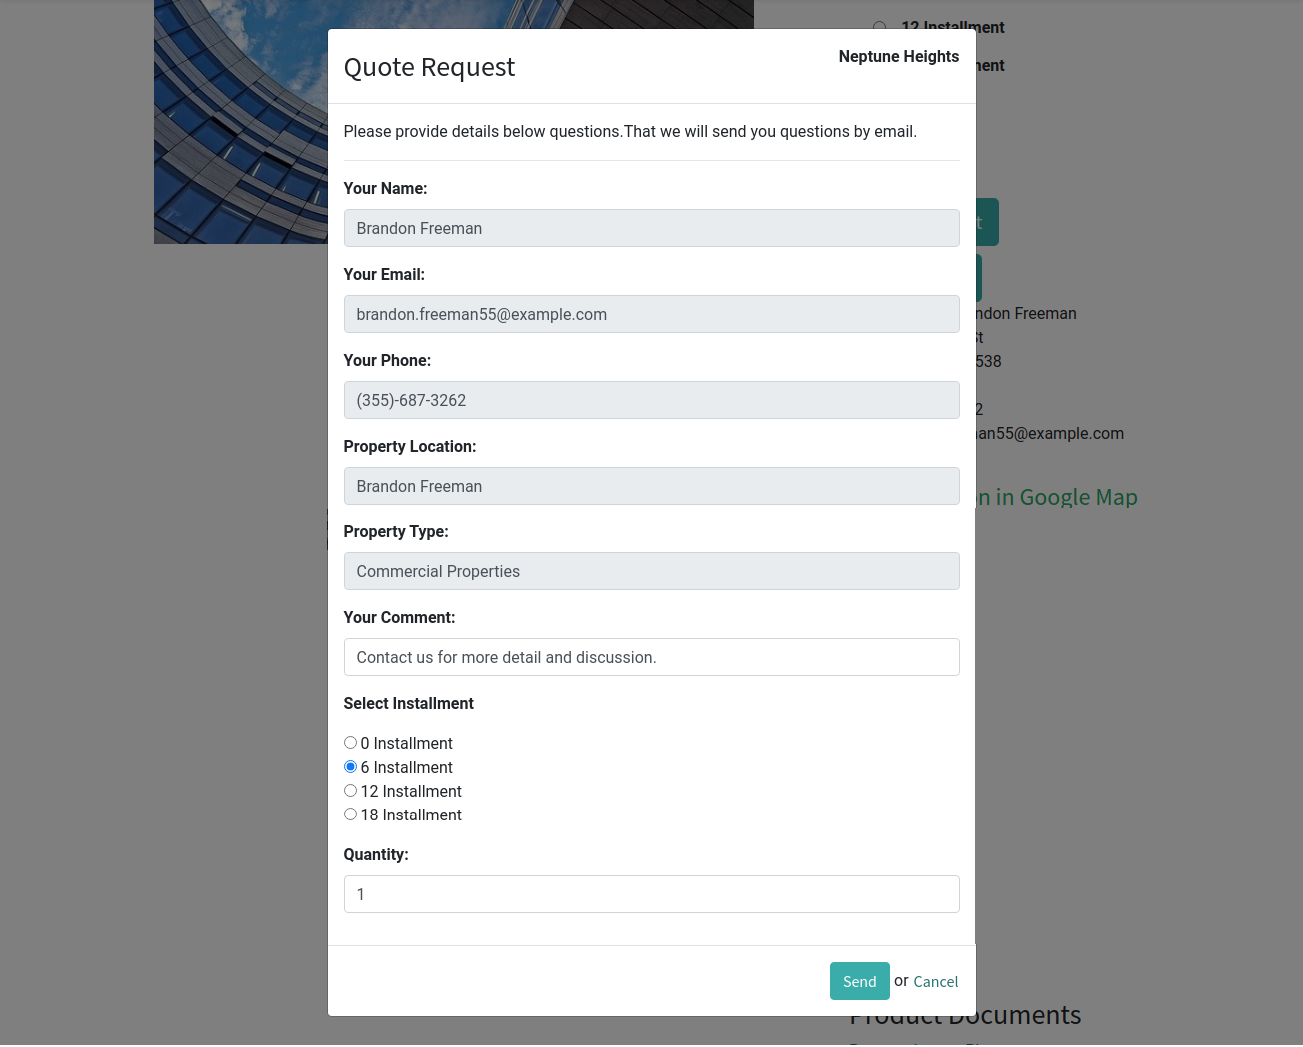 12 Installment
Quote Request
Neptune Heights
Please provide details below questions.That we will send you questions by email.
Your Name:
Brandon Freeman
Your Email:
brandon.freeman55@example.com
Your Phone:
(355)-687-3262
Property Location:
Brandon Freeman
Property Type:
Commercial Properties
Your Comment:
Contact us for more detail and discussion.
Select Installment
0 Installment
6 Installment
12 Installment
18 Installment
Quantity:
1
Send or Cancel
Freeman
538
2
55@example.com
in Google Map
Product Documents